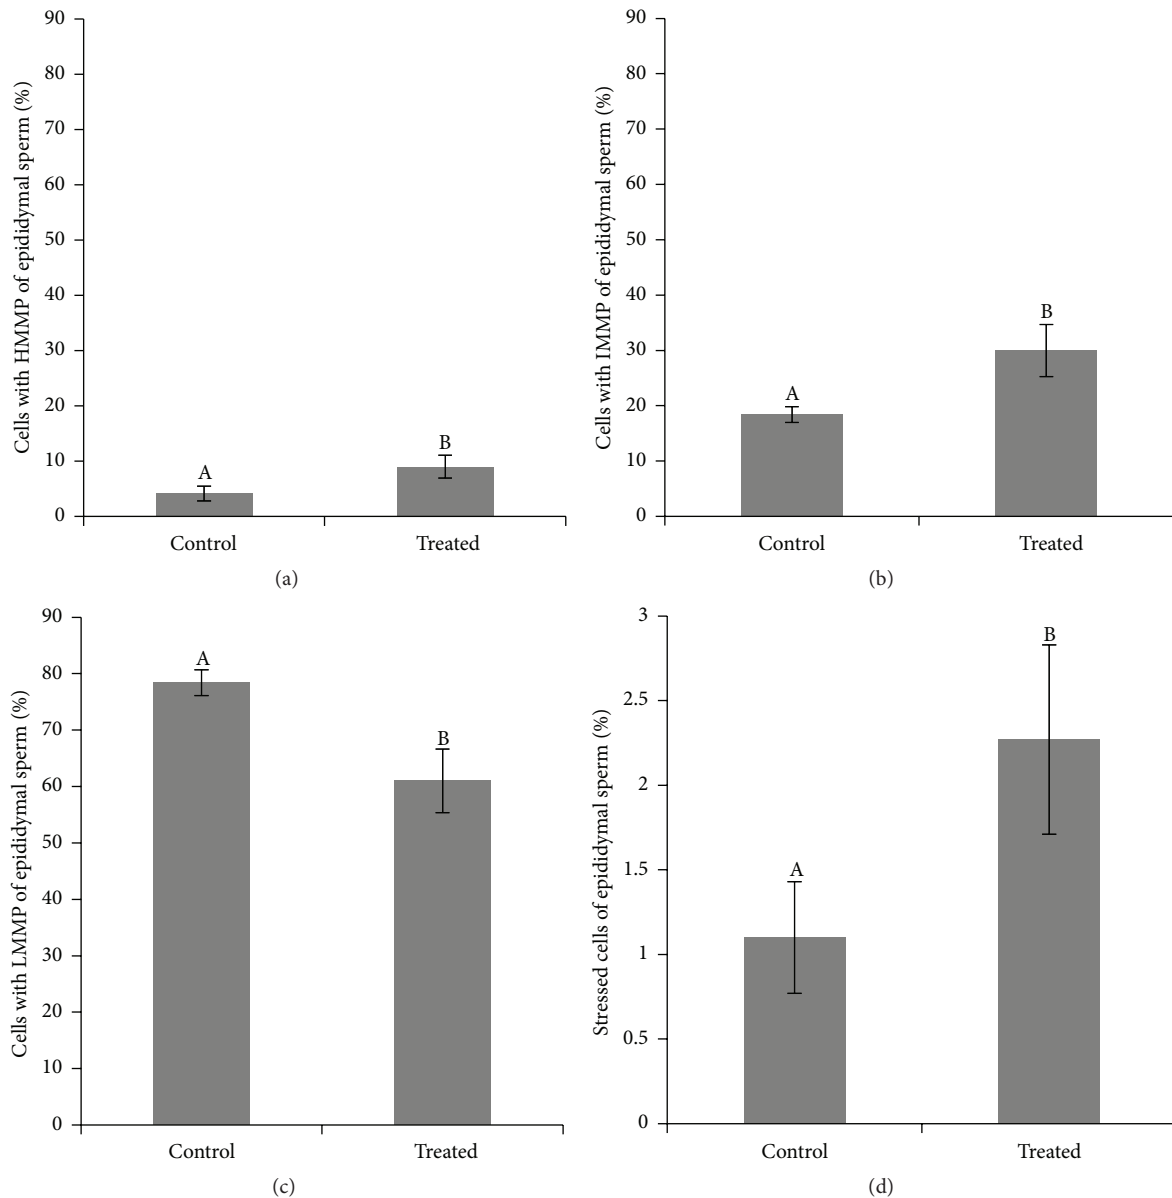 90
80
70
60
50
40
30
20
10
0
Cells with HMMP of epididymal sperm (%)
A
B
Control
Treated
(a)
90
80
70
60
50
40
30
20
10
0
Cells with IMMP of epididymal sperm (%)
A
B
Control
Treated
(b)
90
80
70
60
50
40
30
20
10
0
Cells with LMMP of epididymal sperm (%)
A
B
Control
Treated
(c)
3
2.5
2
1.5
1
0.5
0
Stressed cells of epididymal sperm (%)
A
B
Control
Treated
(d)